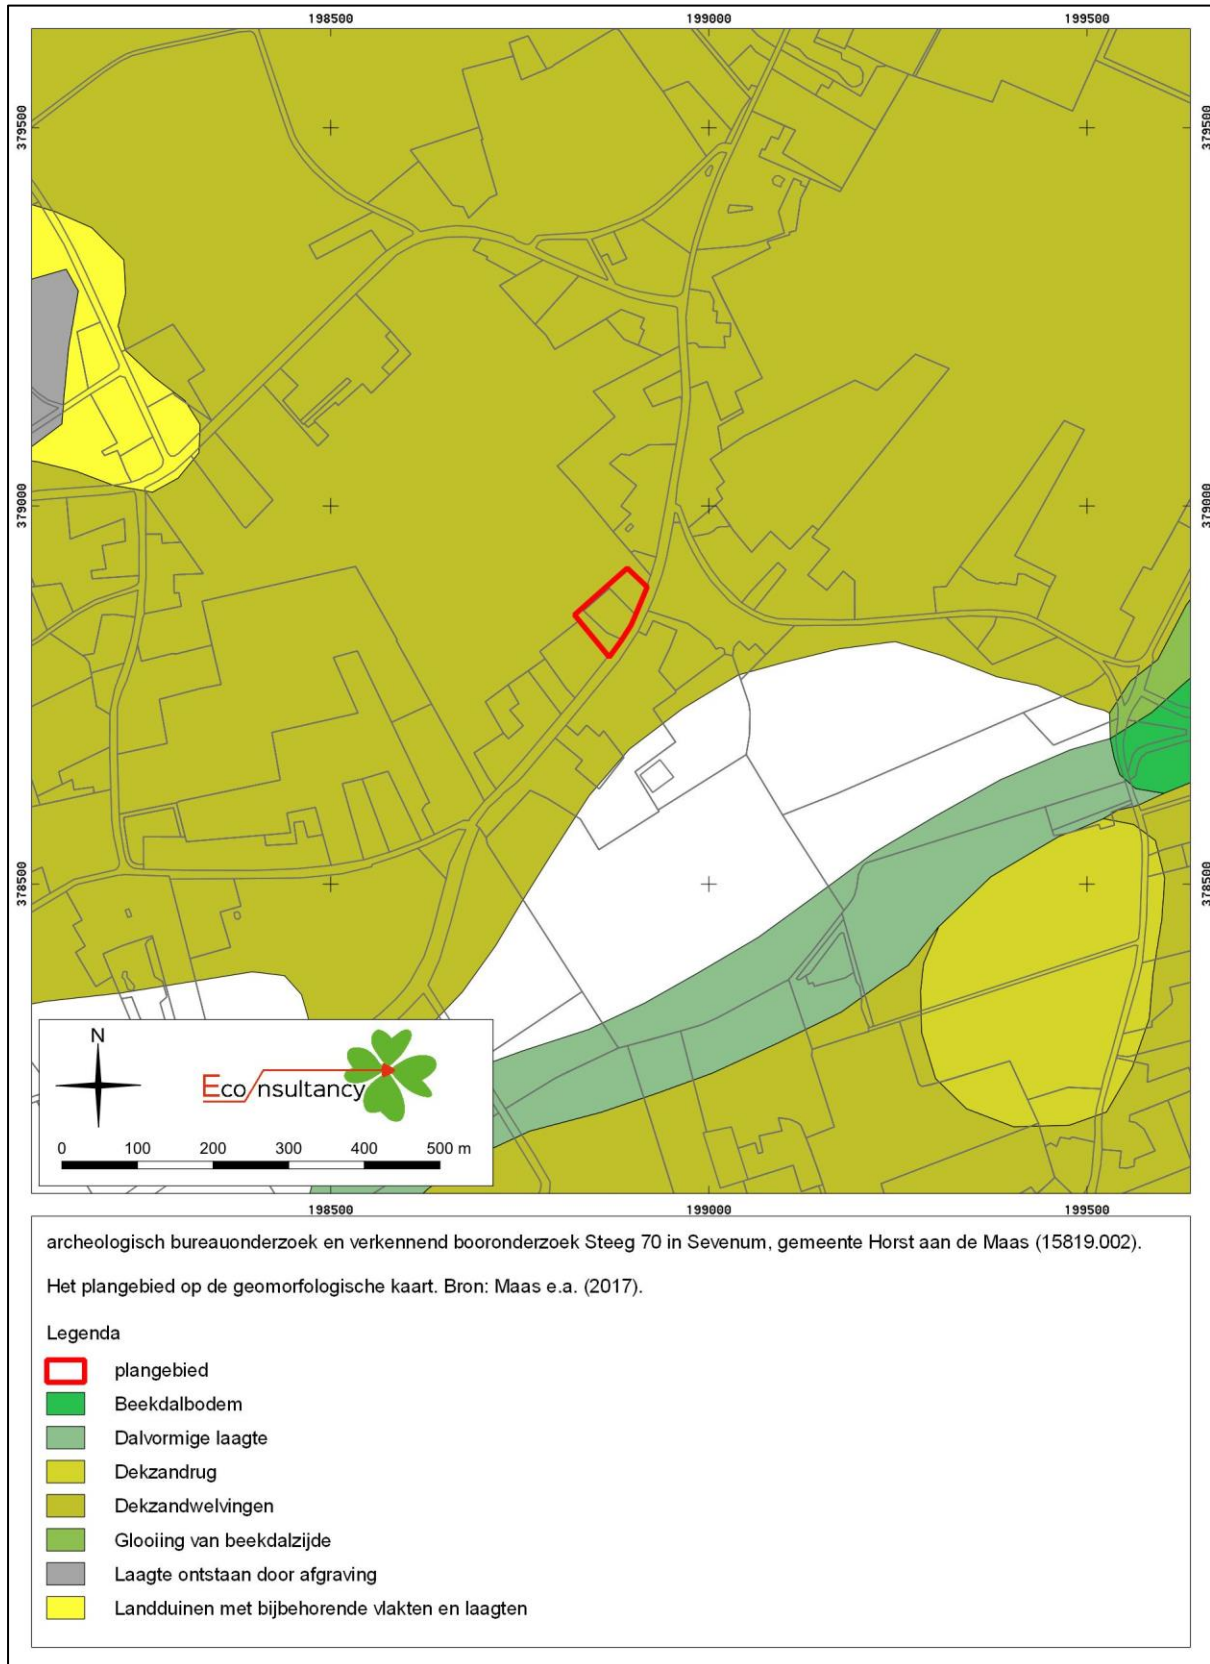 198500 199000 199500
379500 379500
379000 379000
378500 378500
N
Econsultancy
0 100 200 300 400 500 m
198500 199000 199500
archeologisch bureauonderzoek en verkennend booronderzoek Steeg 70 in Sevenum, gemeente Horst aan de Maas (15819.002).
Het plangebied op de geomorfologische kaart. Bron: Maas e.a. (2017).
Legenda
plangebied
Beekdalbodem
Dalvormige laagte
Dekzandrug
Dekzandwelvingen
Glooiing van beekdalzijde
Laagte ontstaan door afgraving
Landduinen met bijbehorende vlakten en laagten